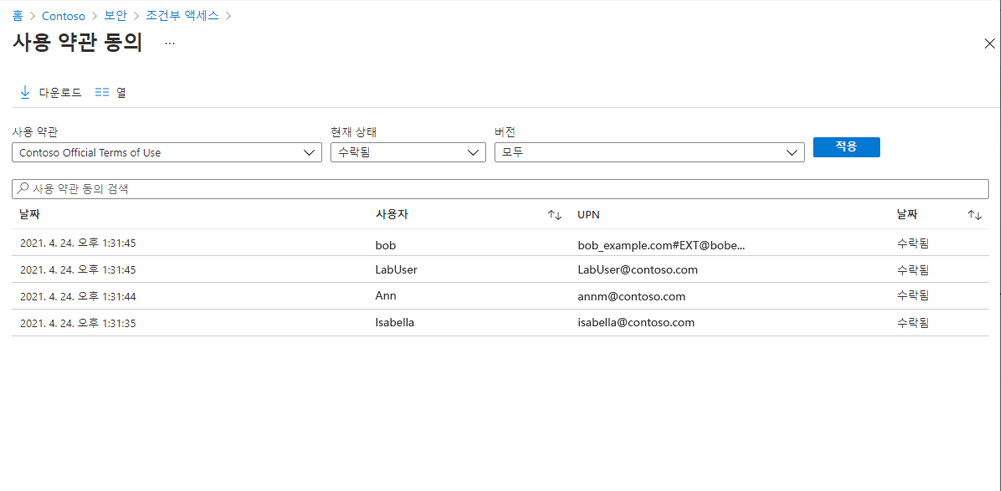 홈 > Contoso > 보안 > 조건부 액세스 >
사용 약관 동의 ...
다운로드 열
사용 약관 현재 상태 버전
Contoso Official Terms of Use 수락됨 모두 적용
사용 약관 동의 검색
날짜 사용자 UPN 날짜
2021. 4. 24. 오후 1:31:45 bob bob_example.com#EXT@bobe... 수락됨
2021. 4. 24. 오후 1:31:45 LabUser LabUser@contoso.com 수락됨
2021. 4. 24. 오후 1:31:44 Ann annm@contoso.com 수락됨
2021. 4. 24. 오후 1:31:35 Isabella isabella@contoso.com 수락됨